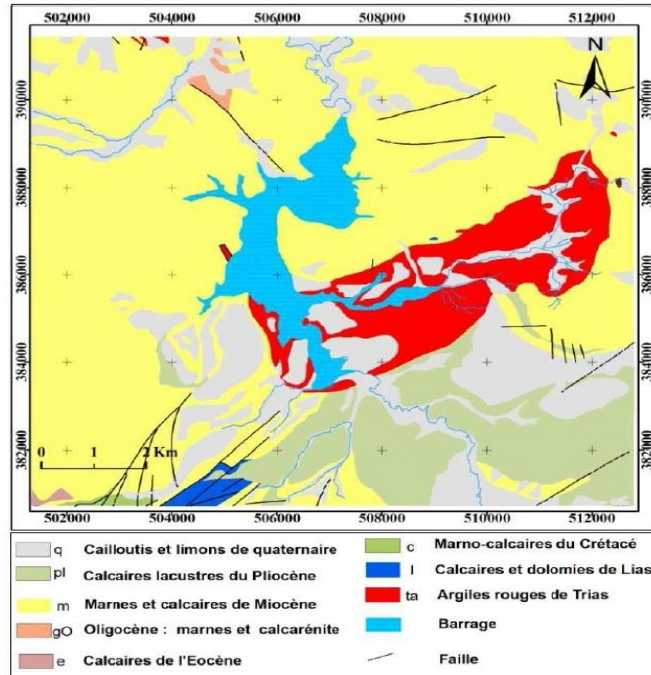 502000 504000 506000 508000 510000 512000
N
390000 390000
388000 388000
386000 386000
384000 384000
382000 382000
0 1 2 Km
502000 504000 506000 508000 510000 512000
q Cailloutis et limons de quaternaire
pl Calcaires lacustres du Pliocène
m Marnes et calcaires de Miocène
gO Oligocène : marnes et calcarénite
e Calcaires de l'Eocène
c Marno-calcaires du Crétacé
l Calcaires et dolomies de Lias
ta Argiles rouges de Trias
Barrage
Faille